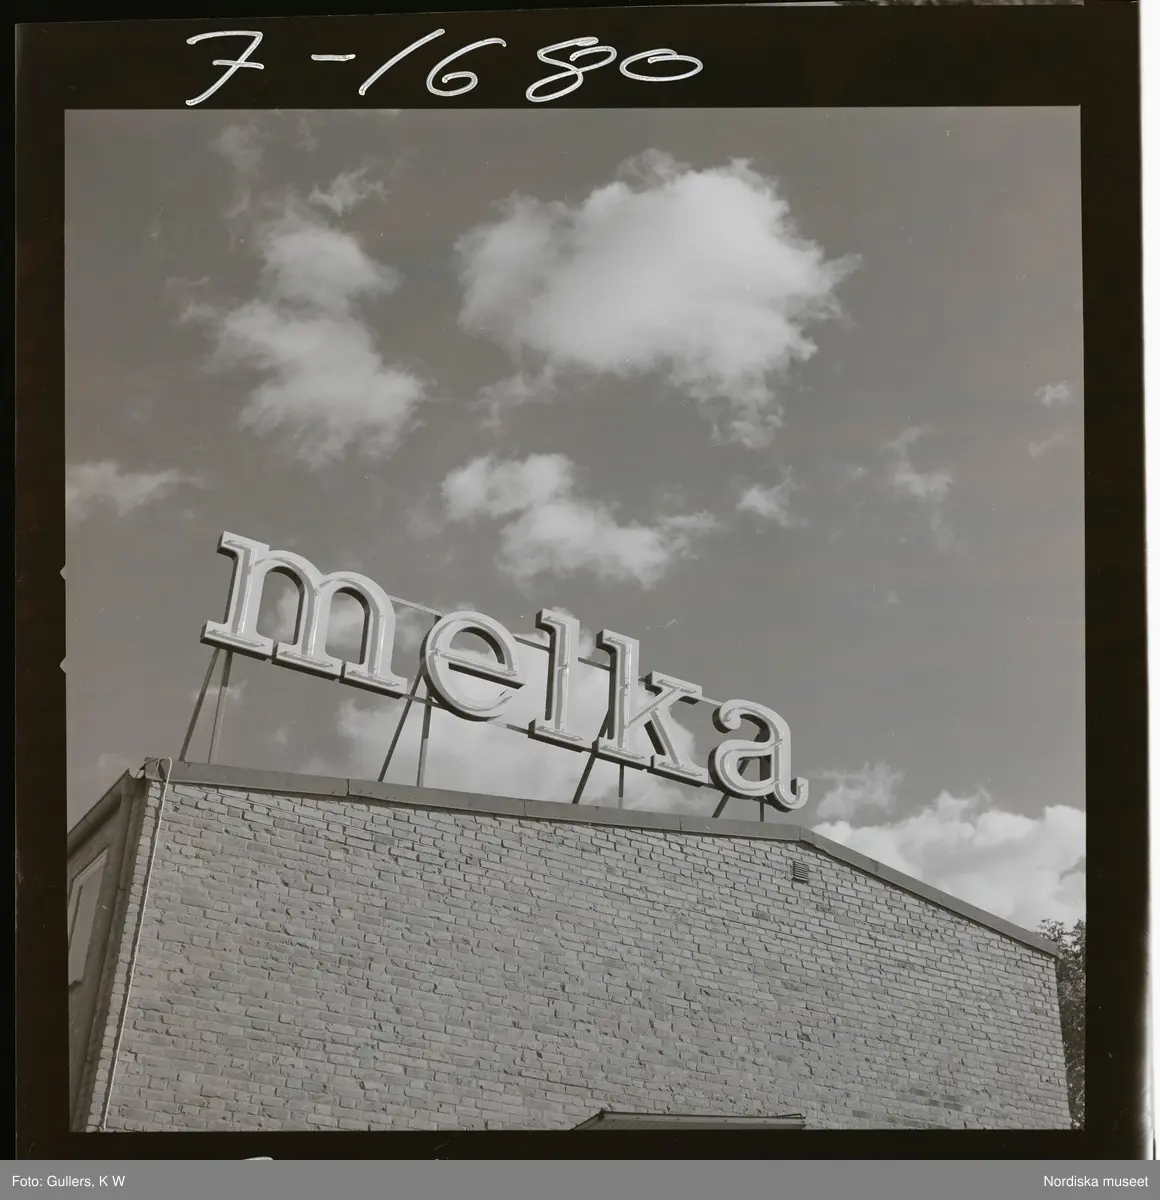 7-1680
melka
Foto: Gullers, K W
Nordiska museet